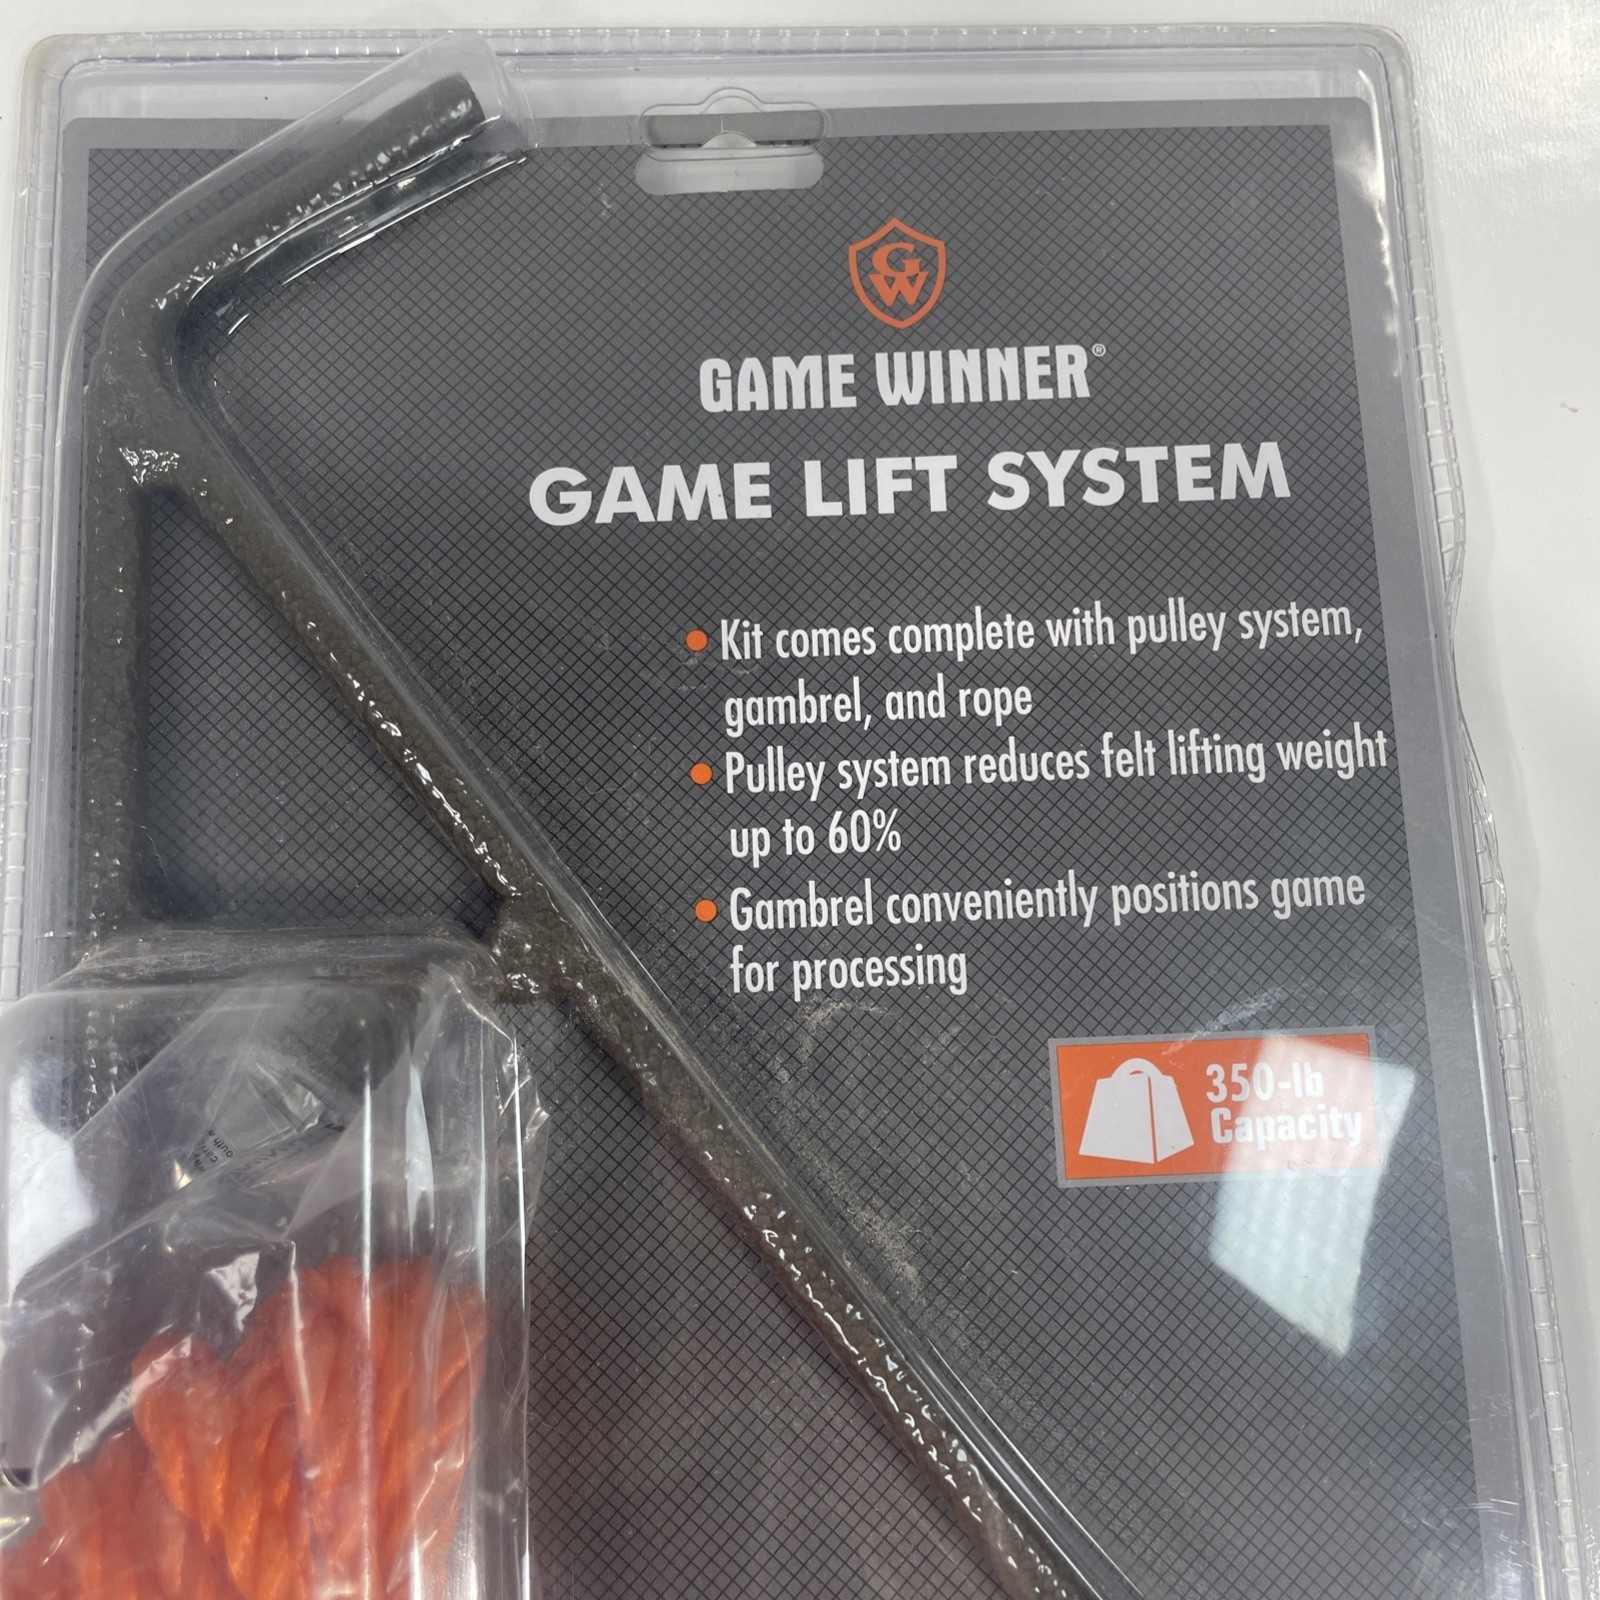 GW
GAME WINNER®
GAME LIFT SYSTEM
Kit comes complete with pulley system,
gambrel, and rope
Pulley system reduces felt lifting weight
up to 60%
Gambrel conveniently positions game
for processing
350-lb
Capacity